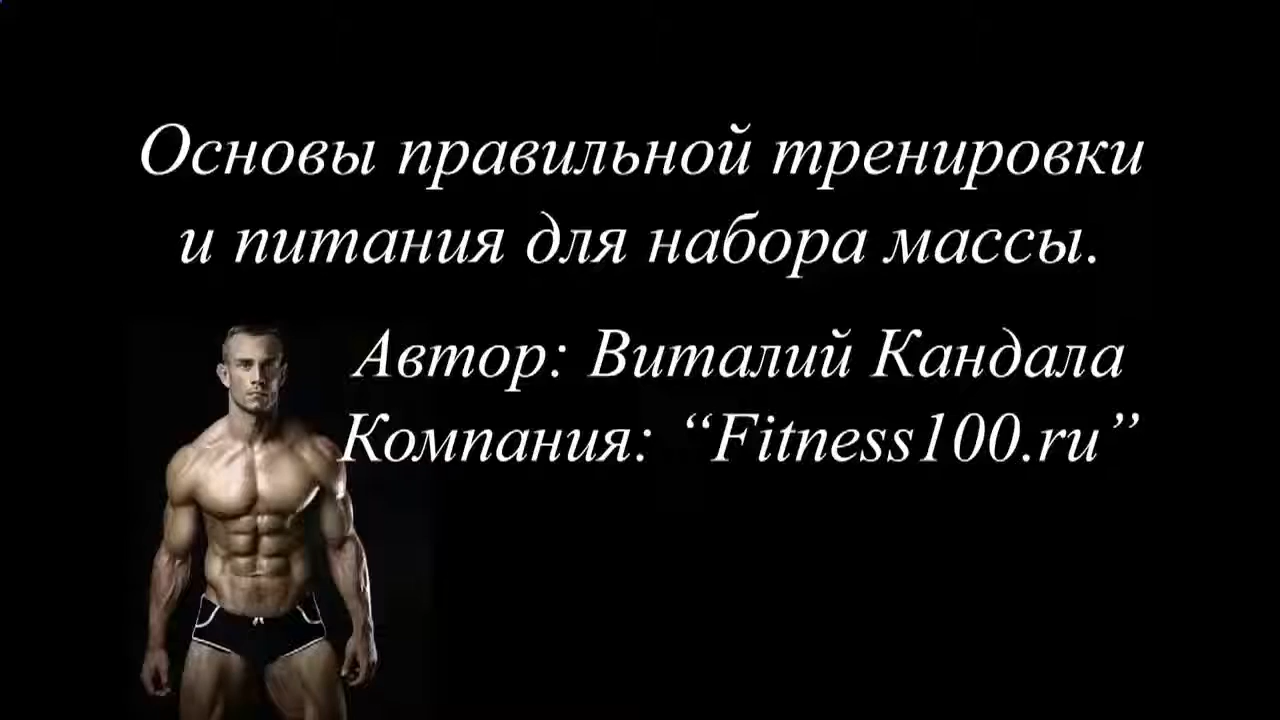 Основы правильной тренировки
и питания для набора массы.
Автор: Виталий Кандала
Компания: “Fitness100.ru”